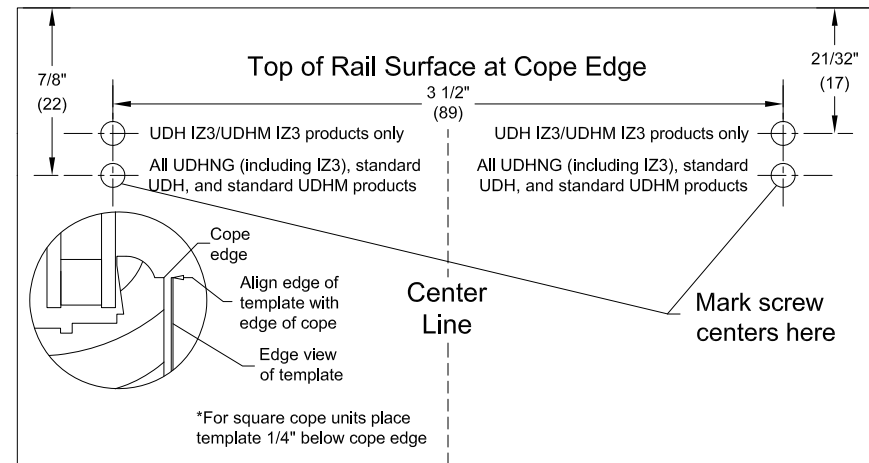 Top of Rail Surface at Cope Edge
7/8"
(22)
3 1/2"
(89)
21/32"
(17)
UDH IZ3/UDHM IZ3 products only
UDH IZ3/UDHM IZ3 products only
All UDHNG (including IZ3), standard
UDH, and standard UDHM products
All UDHNG (including IZ3), standard
UDH, and standard UDHM products
Cope
edge
Align edge of
template with
edge of cope
Edge view
of template
Center
Line
Mark screw
centers here
*For square cope units place
template 1/4" below cope edge